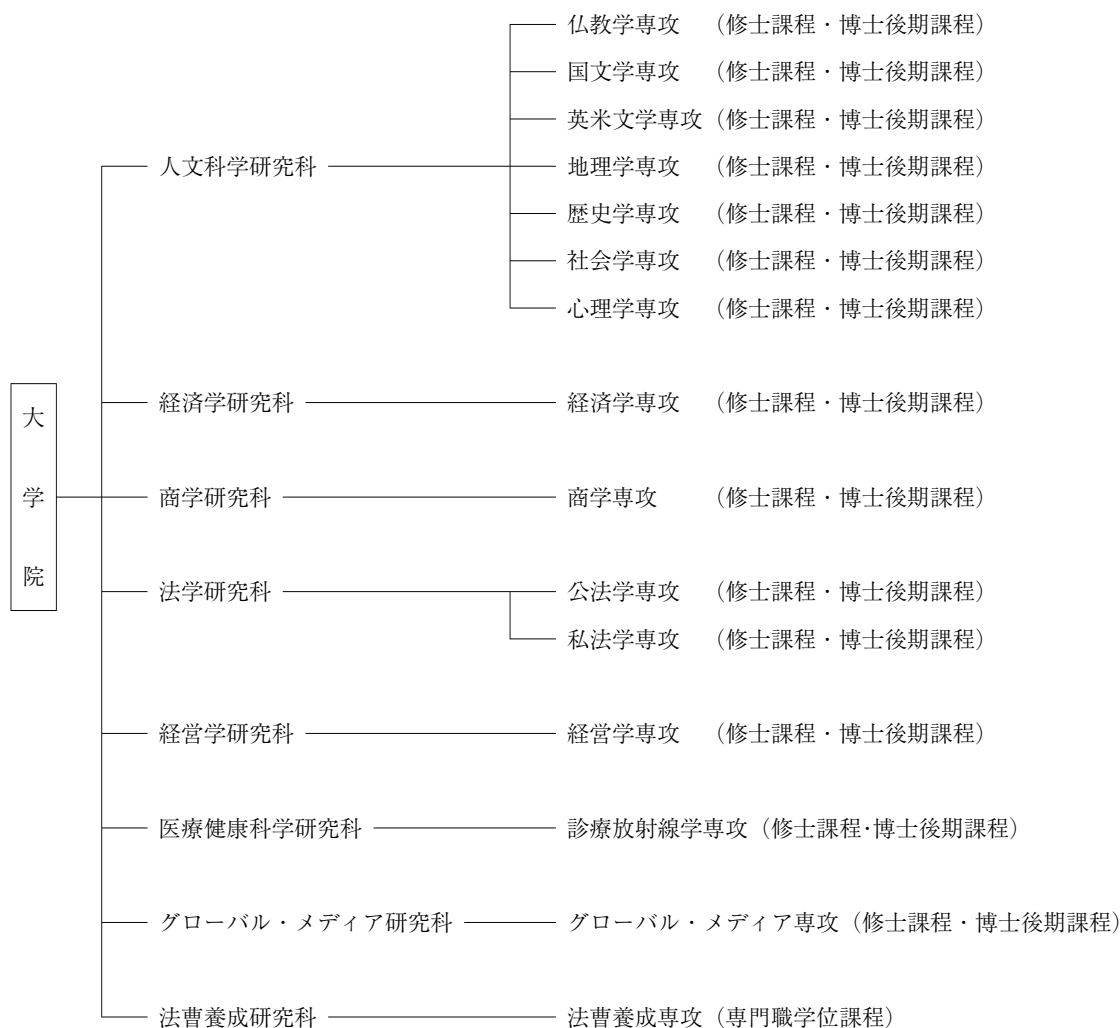 大学院
人文科学研究科
仏教学専攻 （修士課程・博士後期課程）
国文学専攻 （修士課程・博士後期課程）
英米文学専攻（修士課程・博士後期課程）
地理学専攻 （修士課程・博士後期課程）
歴史学専攻 （修士課程・博士後期課程）
社会学専攻 （修士課程・博士後期課程）
心理学専攻 （修士課程・博士後期課程）
経済学研究科 経済学専攻 （修士課程・博士後期課程）
商学研究科 商学専攻 （修士課程・博士後期課程）
法学研究科 公法学専攻 （修士課程・博士後期課程）
私法学専攻 （修士課程・博士後期課程）
経営学研究科 経営学専攻 （修士課程・博士後期課程）
医療健康科学研究科 診療放射線学専攻（修士課程･博士後期課程）
グローバル・メディア研究科 グローバル・メディア専攻（修士課程・博士後期課程）
法曹養成研究科 法曹養成専攻（専門職学位課程）